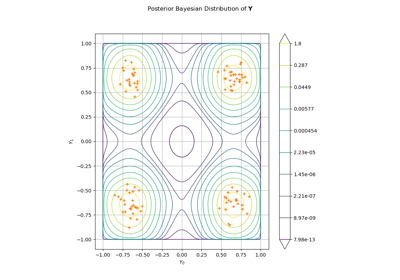 Posterior Bayesian Distribution of Y
1.00
0.75
0.50
0.25
0.00
−0.25
−0.50
−0.75
−1.00
Y₁
−1.00 −0.75 −0.50 −0.25 0.00 0.25 0.50 0.75 1.00
Y₀
1.8
0.287
0.0449
0.00577
0.000454
2.23e-05
1.45e-06
2.21e-07
8.97e-09
7.98e-13